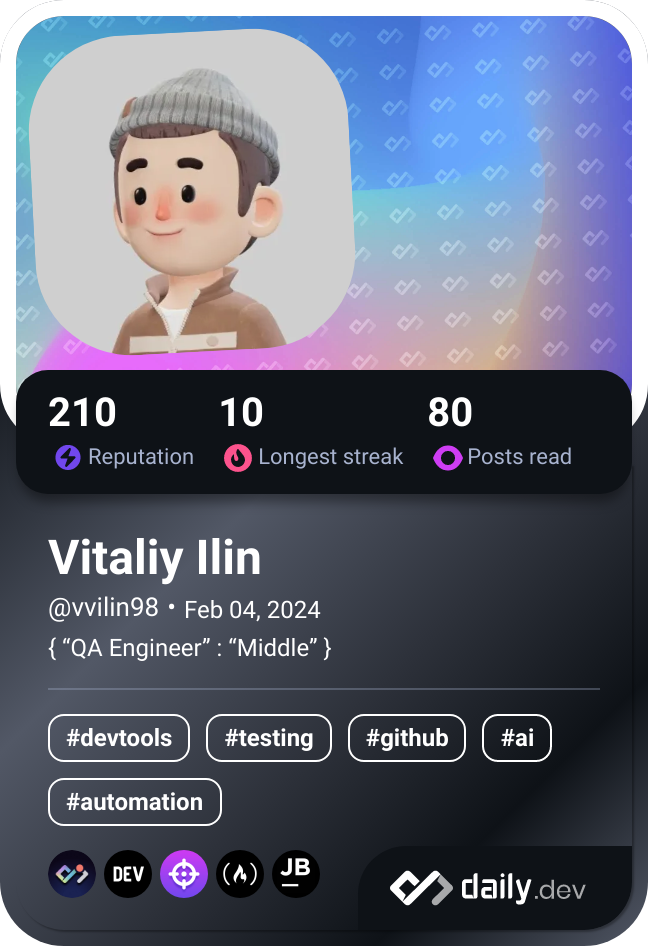 210 10 80
Reputation Longest streak Posts read
Vitaliy Ilin
@vvilin98 • Feb 04, 2024
{ “QA Engineer” : “Middle” }
#devtools #testing #github #ai
#automation
DEV JB
daily.dev